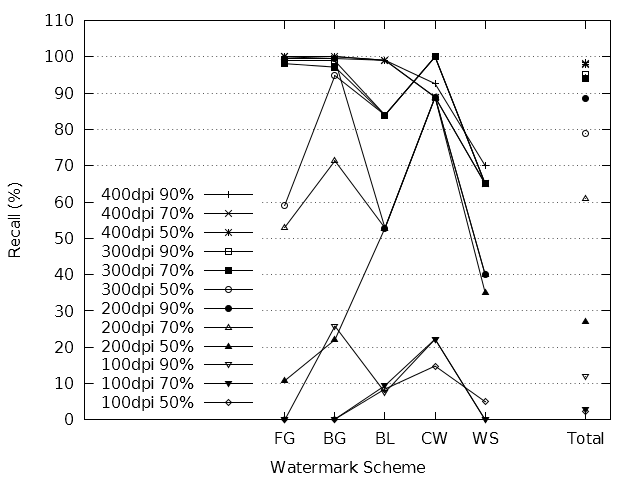 110
100
90
80
70
60
50
40
30
20
10
0
Recall (%)
400dpi 90%
400dpi 70%
400dpi 50%
300dpi 90%
300dpi 70%
300dpi 50%
200dpi 90%
200dpi 70%
200dpi 50%
100dpi 90%
100dpi 70%
100dpi 50%
FG BG BL CW WS Total
Watermark Scheme